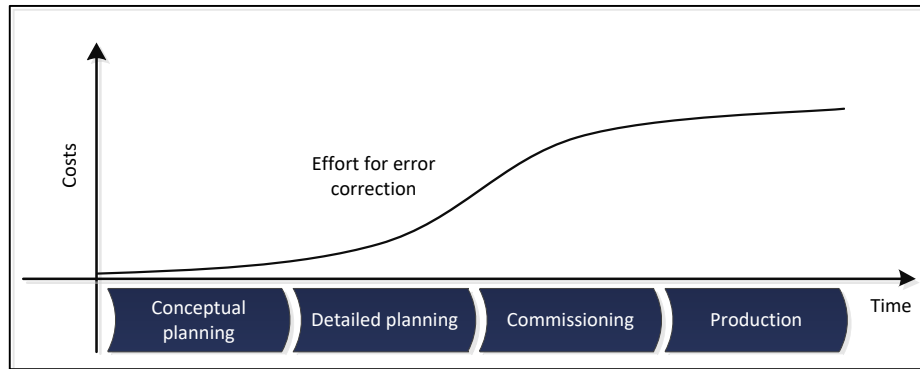 Costs
Effort for error
correction
Time
Conceptual
planning
Detailed planning
Commissioning
Production